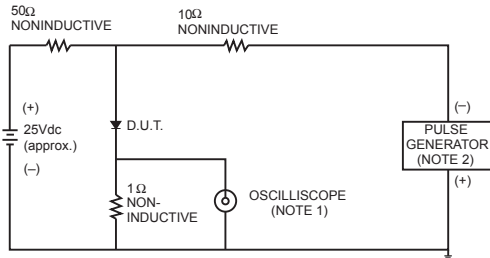 50Ω
NONINDUCTIVE
10Ω
NONINDUCTIVE
(+)
25Vdc
(approx.)
(–)
D.U.T.
1Ω
NON-
INDUCTIVE
OSCILLISCOPE
(NOTE 1)
(–)
PULSE
GENERATOR
(NOTE 2)
(+)